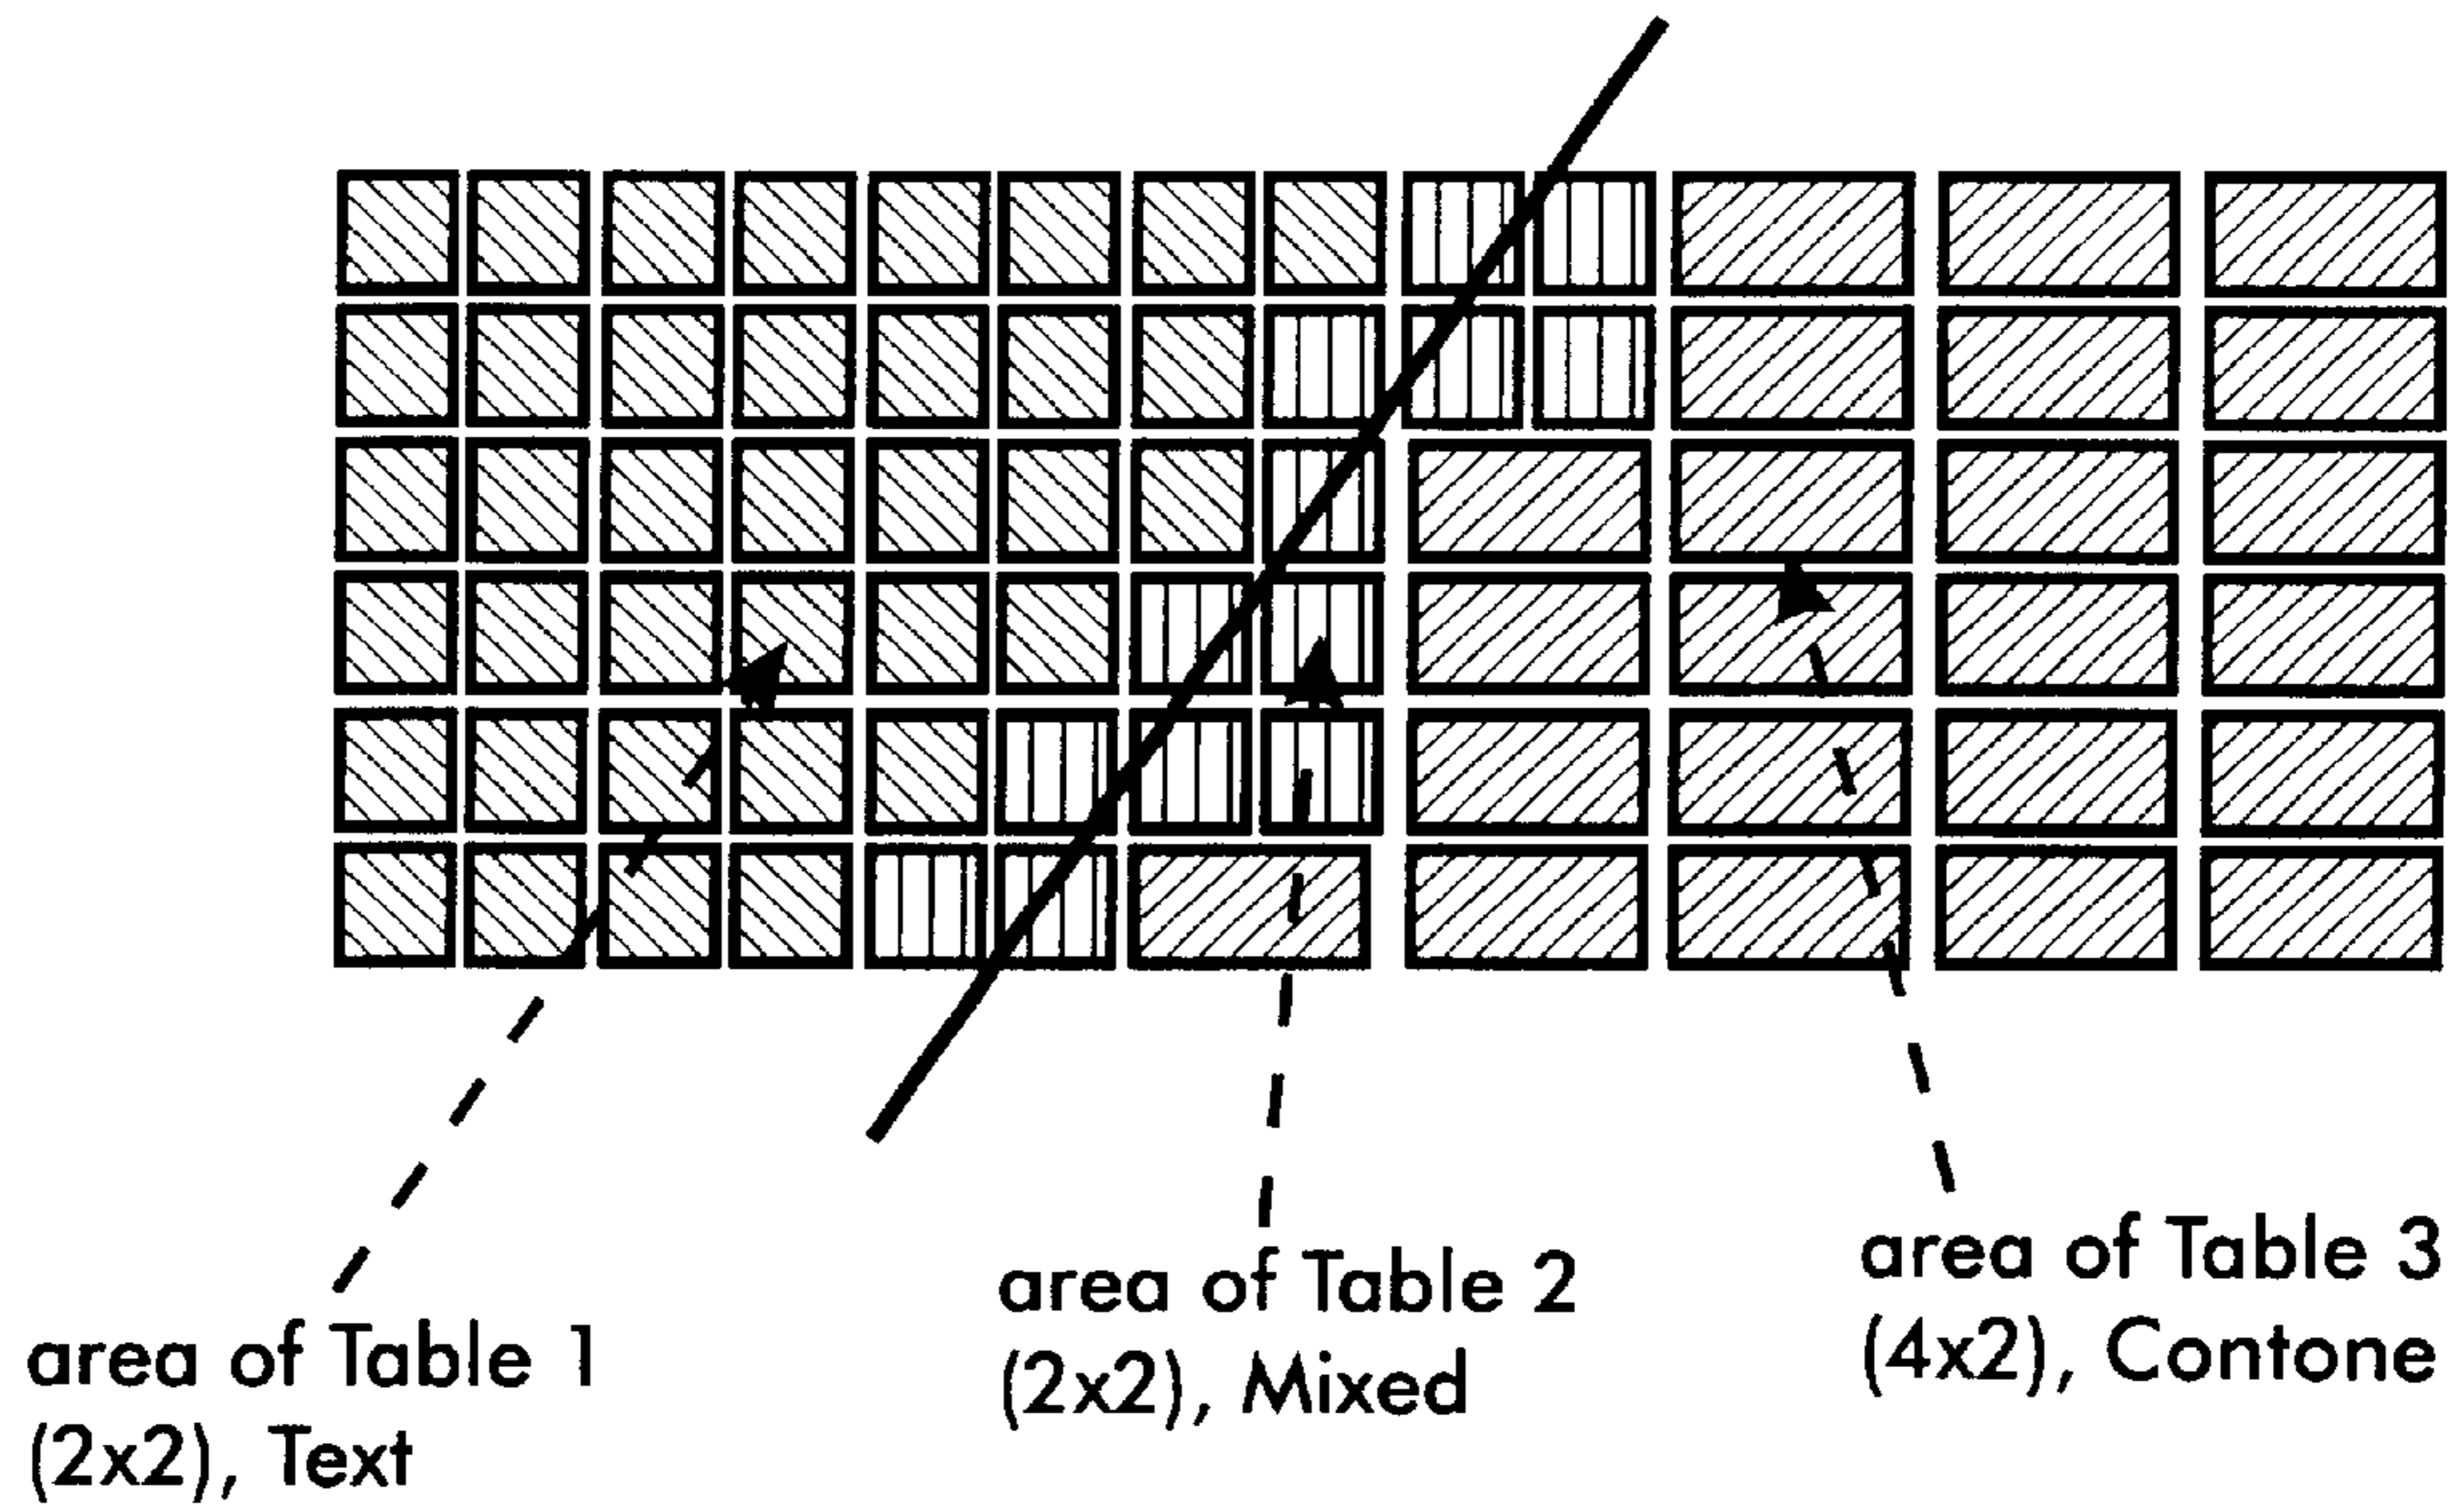 area of Table 1
(2x2), Text
area of Table 2
(2x2), Mixed
area of Table 3
(4x2), Contone